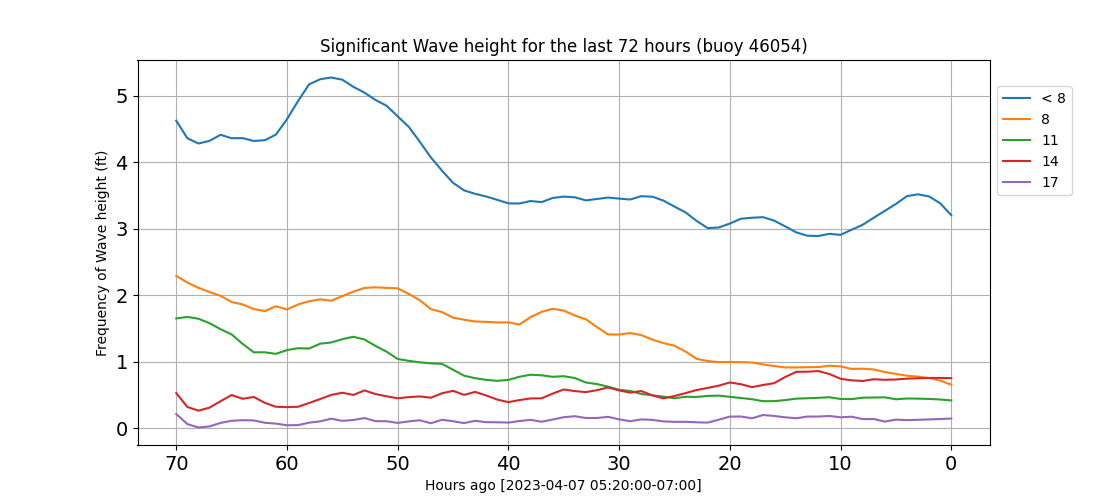 Significant Wave height for the last 72 hours (buoy 46054)
Frequency of Wave height (ft)
5
4
3
2
1
0
70 60 50 40 30 20 10 0
Hours ago [2023-04-07 05:20:00-07:00]
< 8
8
11
14
17